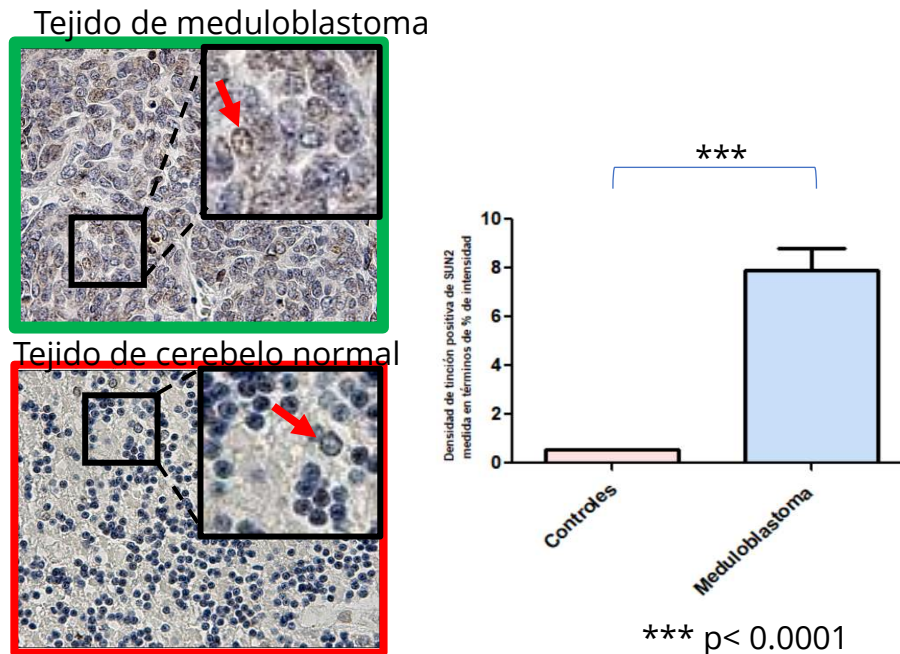 Tejido de meduloblastoma
Tejido de cerebelo normal
***
Densidad de tinción positiva de SUN2
medida en términos de % de intensidad
10
8
6
4
2
0
Controles
Meduloblastoma
*** p< 0.0001